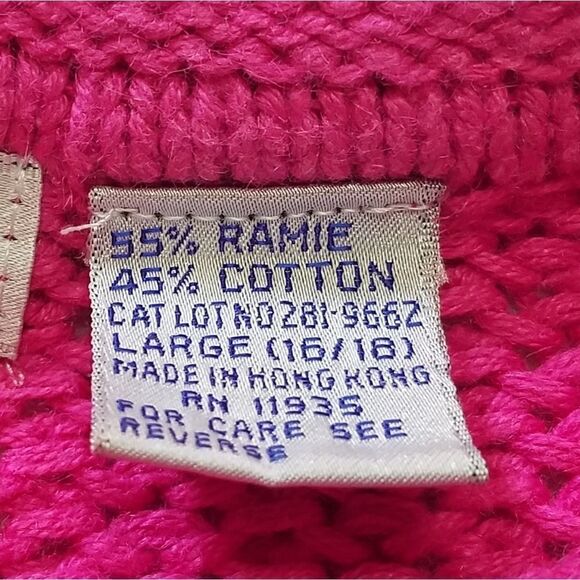 55% RAMIE
45% COTTON
CAT LOT NO 281-9662
LARGE (16/18)
MADE IN HONG KONG
RN 11935
FOR CARE SEE
REVERSE